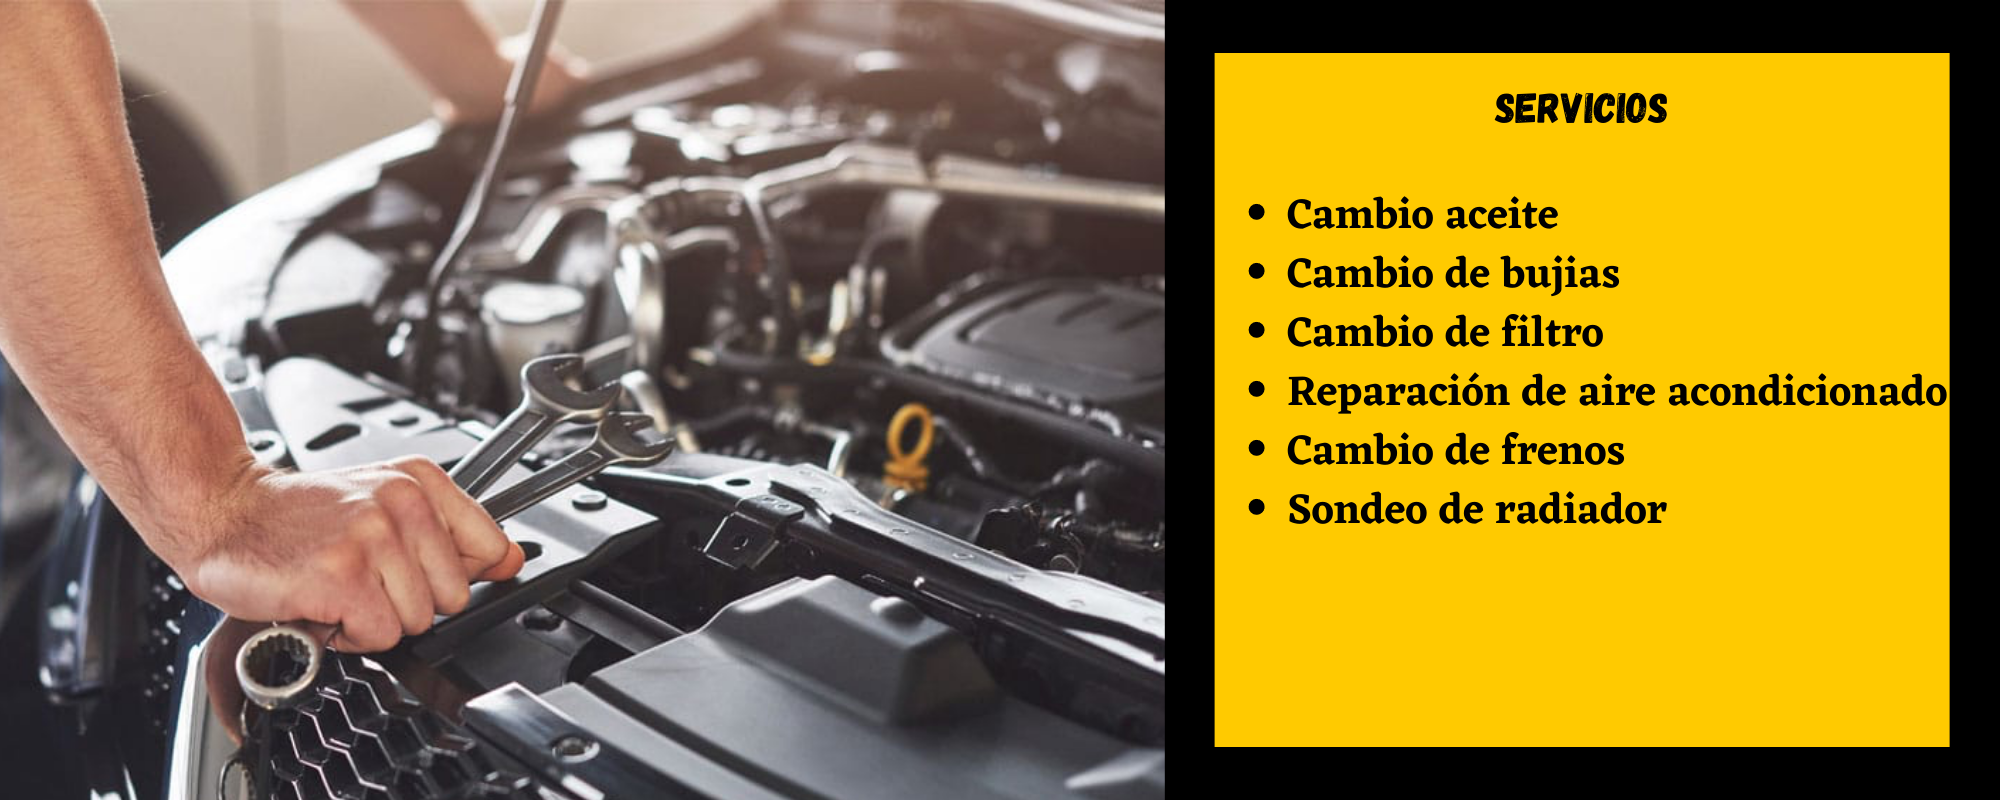 SERVICIOS
• Cambio aceite
• Cambio de bujias
• Cambio de filtro
• Reparación de aire acondicionado
• Cambio de frenos
• Sondeo de radiador